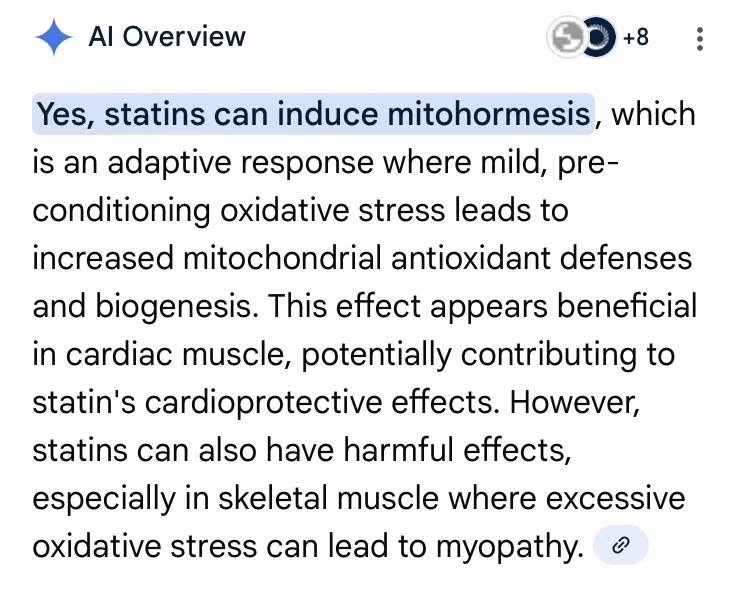 AI Overview
+8
Yes, statins can induce mitohormesis, which
is an adaptive response where mild, pre-
conditioning oxidative stress leads to
increased mitochondrial antioxidant defenses
and biogenesis. This effect appears beneficial
in cardiac muscle, potentially contributing to
statin's cardioprotective effects. However,
statins can also have harmful effects,
especially in skeletal muscle where excessive
oxidative stress can lead to myopathy.